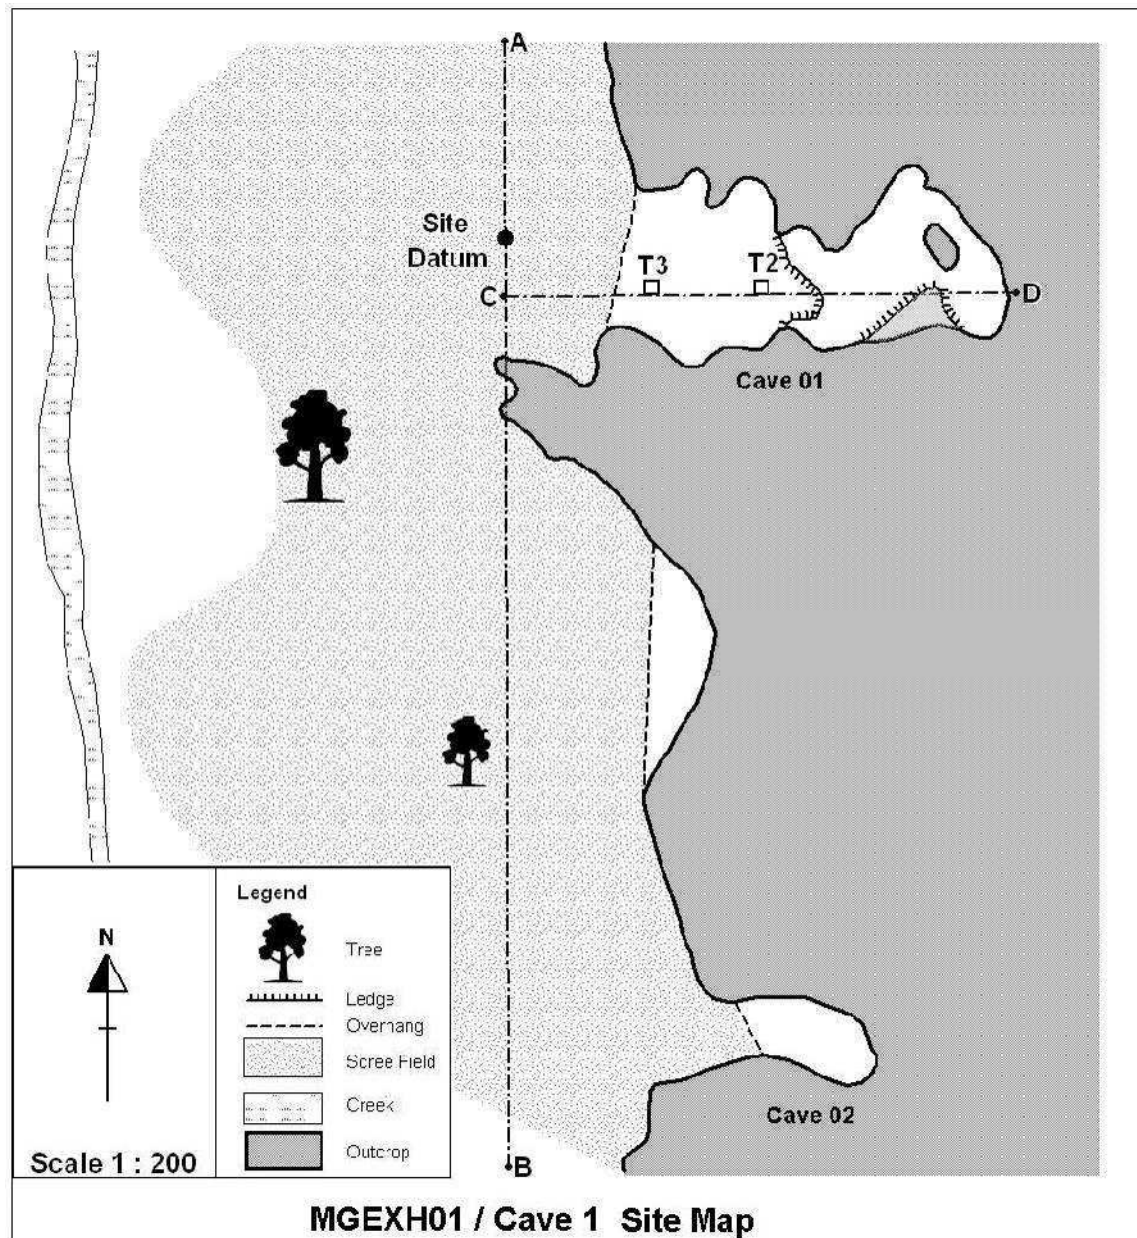 A
Site
Datum
T3
T2
C
D
Cave 01
Legend
N
Tree
Ledge
Overhang
Scree Field
Creek
Cave 02
Outcrop
Scale 1 : 200
B
MGEXH01 / Cave 1 Site Map